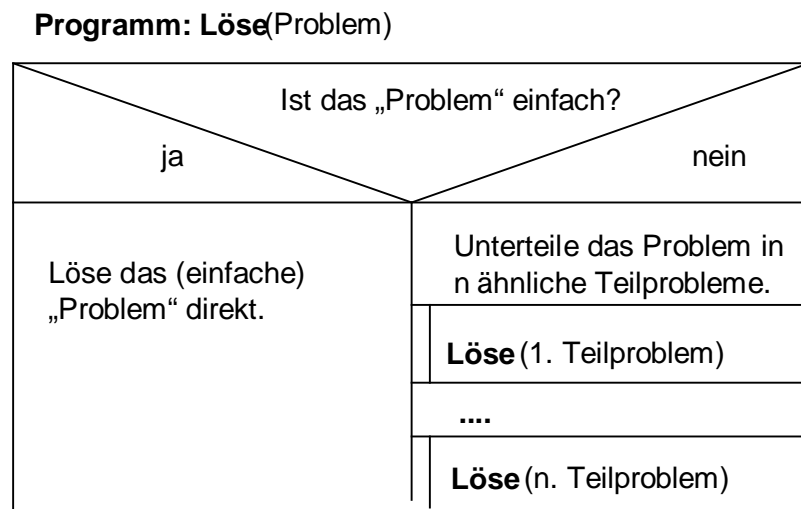 Programm: Löse(Problem)
Ist das „Problem“ einfach?
ja
nein
Löse das (einfache)
„Problem“ direkt.
Unterteile das Problem in
n ähnliche Teilprobleme.
Löse (1. Teilproblem)
....
Löse (n. Teilproblem)